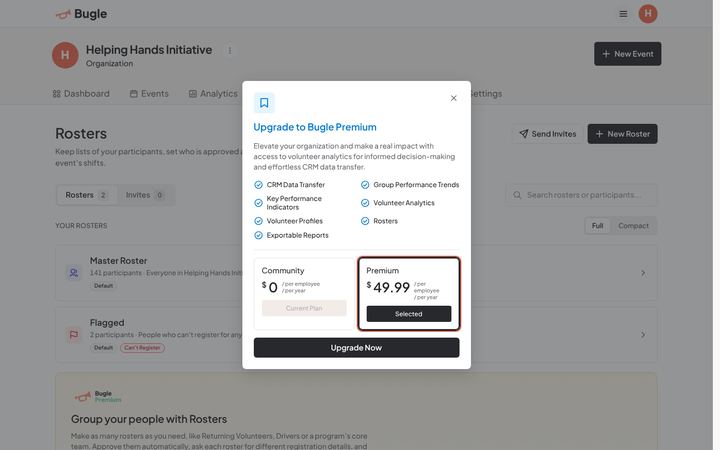 Bugle
H
H
Helping Hands Initiative
Organization
+ New Event
Dashboard
Events
Analytics
Settings
Rosters
Keep lists of your participants, set who is approved
event's shifts.
Send Invites
+ New Roster
Rosters 2
Invites 0
Search rosters or participants...
YOUR ROSTERS
Full
Compact
Master Roster
141 participants · Everyone in Helping Hands
Default
Flagged
2 participants · People who can't register for any
Default
Can't Register
Bugle
Premium
Group your people with Rosters
Make as many rosters as you need, like Returning Volunteers, Drivers or a program's core
team. Approve them automatically, ask each roster for different registration details, and
Upgrade to Bugle Premium
Elevate your organization and make a real impact with
access to volunteer analytics for informed decision-making
and effortless CRM data transfer.
CRM Data Transfer
Group Performance Trends
Key Performance
Indicators
Volunteer Analytics
Volunteer Profiles
Rosters
Exportable Reports
Community
$ 0 / per employee
/ per year
Current Plan
Premium
$ 49.99 / per
employee
/ per year
Selected
Upgrade Now